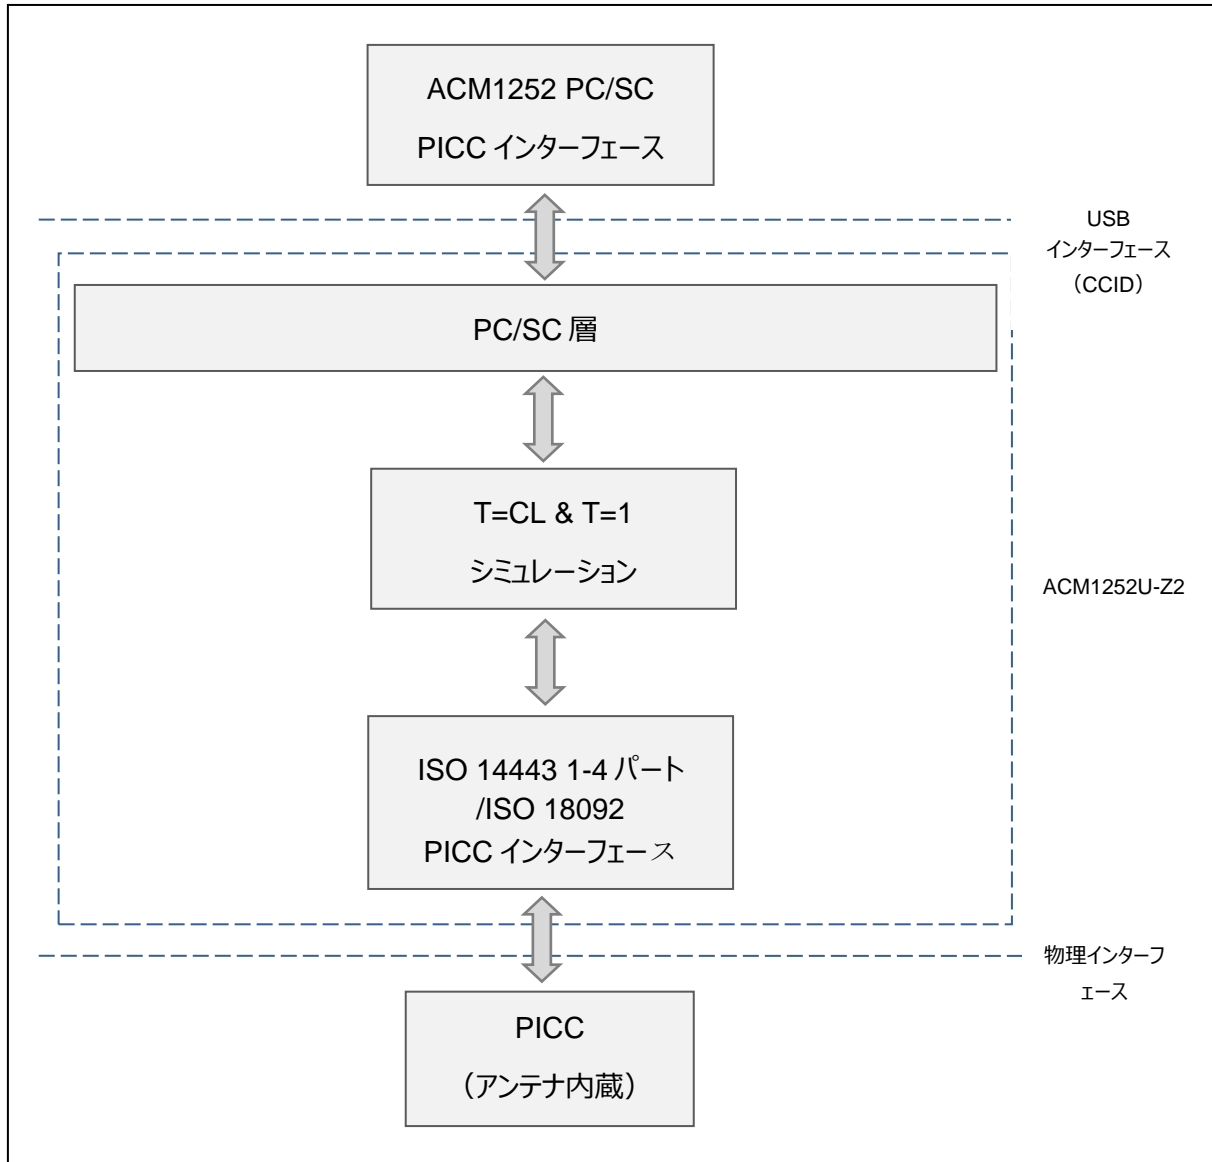 ACM1252 PC/SC
PICC インターフェース
USB
インターフェース
（CCID）
PC/SC 層
T=CL & T=1
シミュレーション
ACM1252U-Z2
ISO 14443 1-4 パート
/ISO 18092
PICC インターフェース
物理インターフ
ェース
PICC
（アンテナ内蔵）